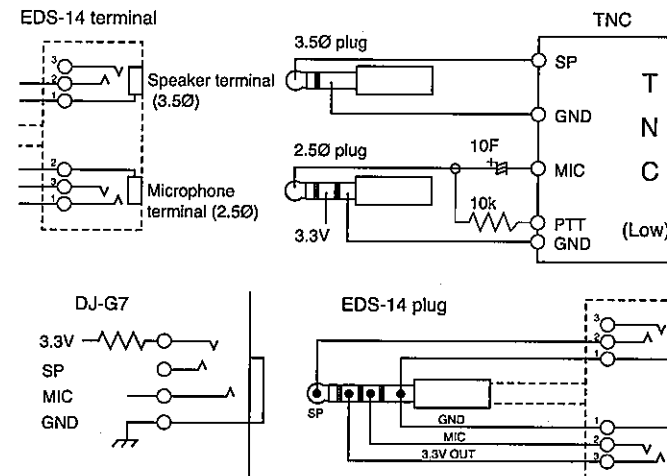 EDS-14 terminal
TNC
3
2
1
Speaker terminal
(3.5Ø)
3.5Ø plug
SP
GND
T
N
C
(Low)
2
3
1
Microphone
terminal (2.5Ø)
2.5Ø plug
10F
+
MIC
10k
PTT
GND
3.3V
DJ-G7
3.3V
SP
MIC
GND
EDS-14 plug
3
2
1
SP
GND
MIC
3.3V OUT
1
2
3